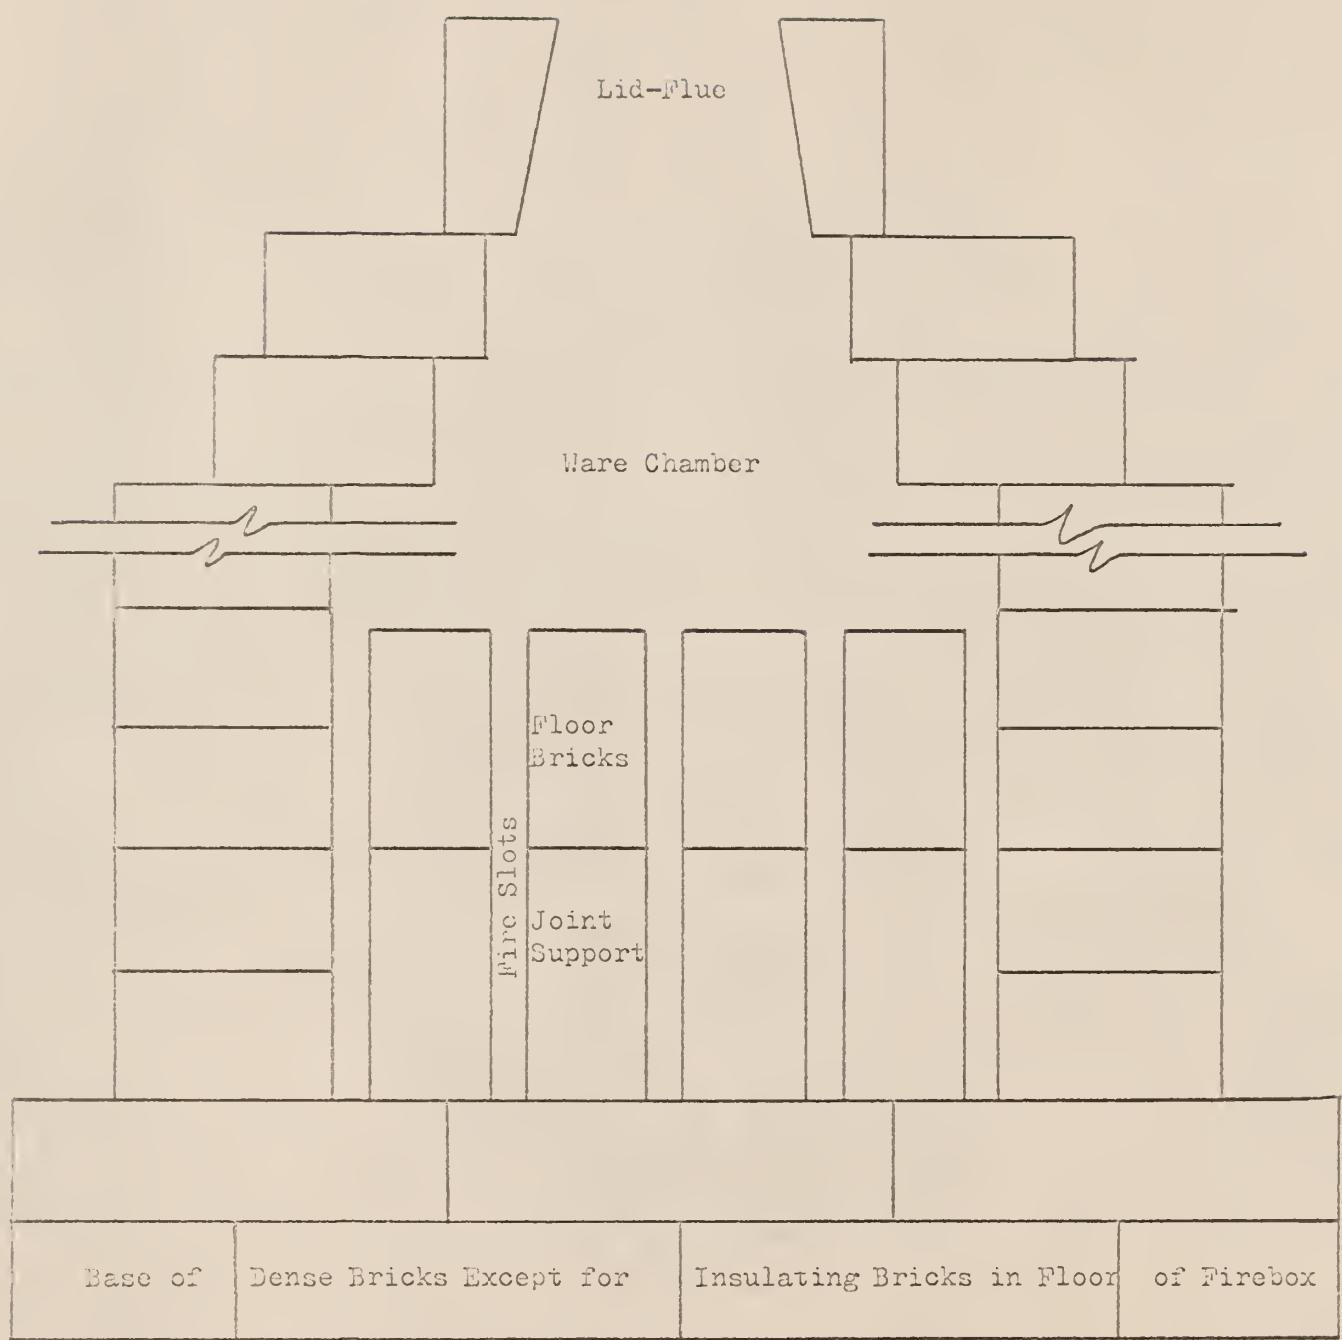 Lid-Flue
Ware Chamber
Floor
Bricks
Fire Slots
Joint
Support
Base of Dense Bricks Except for Insulating Bricks in Floor of Firebox